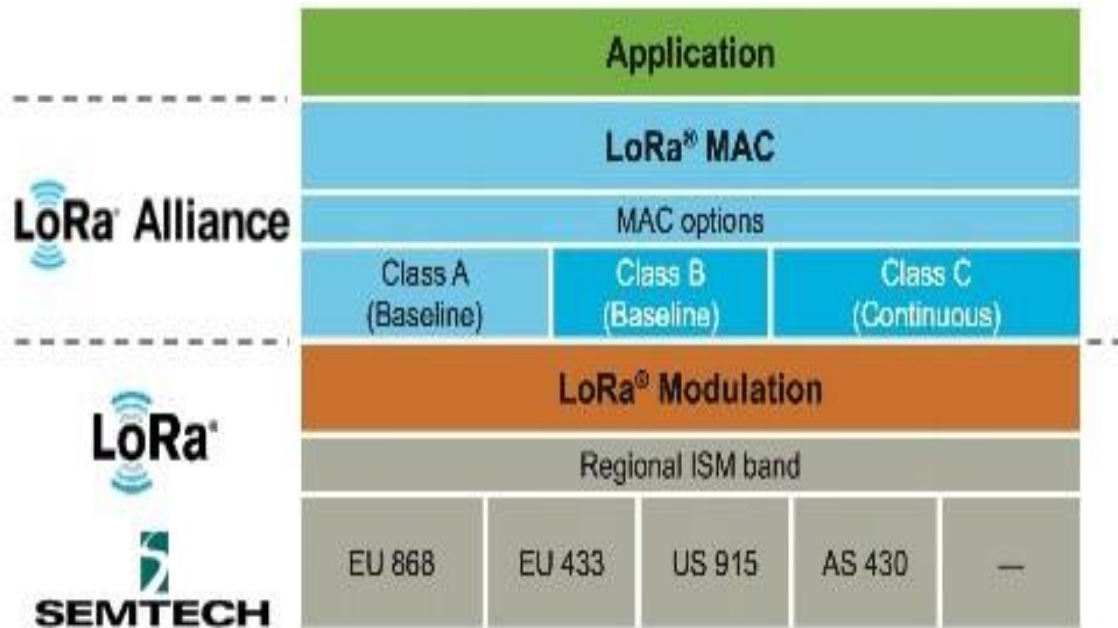 Application
LoRa® MAC
LoRa® Alliance
MAC options
Class A
(Baseline)
Class B
(Baseline)
Class C
(Continuous)
LoRa® Modulation
LoRa®
Regional ISM band
EU 868
EU 433
US 915
AS 430
—
SEMTECH